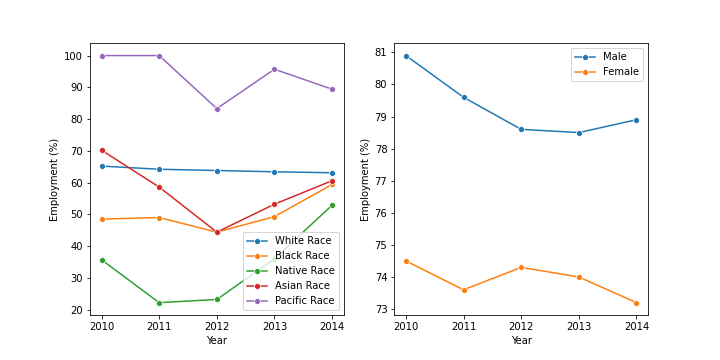 100
90
80
70
60
50
40
30
20
Employment (%)
2010 2011 2012 2013 2014
Year
White Race
Black Race
Native Race
Asian Race
Pacific Race
81
80
79
78
77
76
75
74
73
Employment (%)
2010 2011 2012 2013 2014
Year
Male
Female